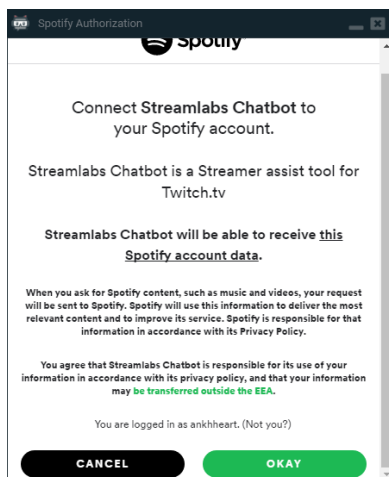 Spotify Authorization
Spotify
Connect Streamlabs Chatbot to
your Spotify account.
Streamlabs Chatbot is a Streamer assist tool for
Twitch.tv
Streamlabs Chatbot will be able to receive this
Spotify account data.
When you ask for Spotify content, such as music and videos, your request
will be sent to Spotify. Spotify will use this information to deliver the most
relevant content and to improve its service. Spotify is responsible for that
information in accordance with its Privacy Policy.
You agree that Streamlabs Chatbot is responsible for its use of your
information in accordance with its privacy policy, and that your information
may be transferred outside the EEA.
You are logged in as ankhheart. (Not you?)
CANCEL
OKAY